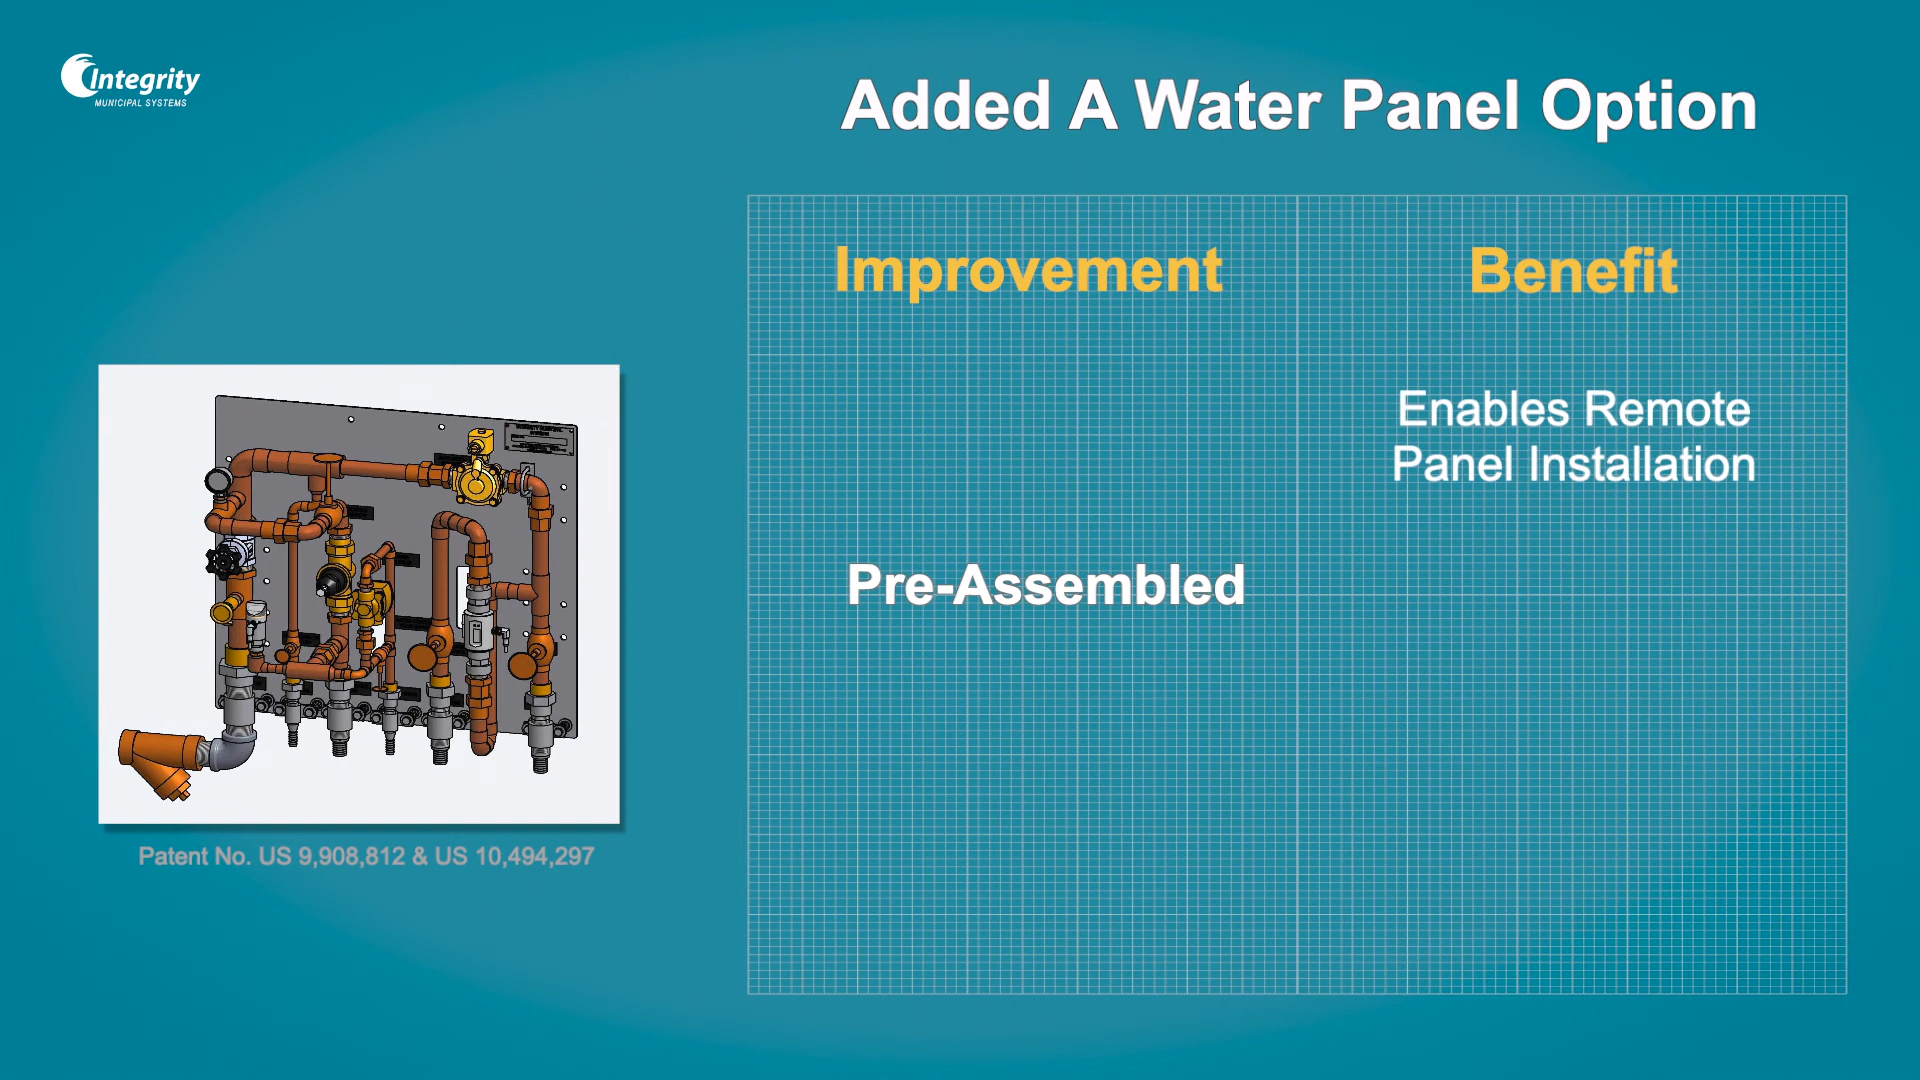 Integrity
MUNICIPAL SYSTEMS
Added A Water Panel Option
Improvement
Benefit
Enables Remote
Panel Installation
Pre-Assembled
Patent No. US 9,908,812 & US 10,494,297